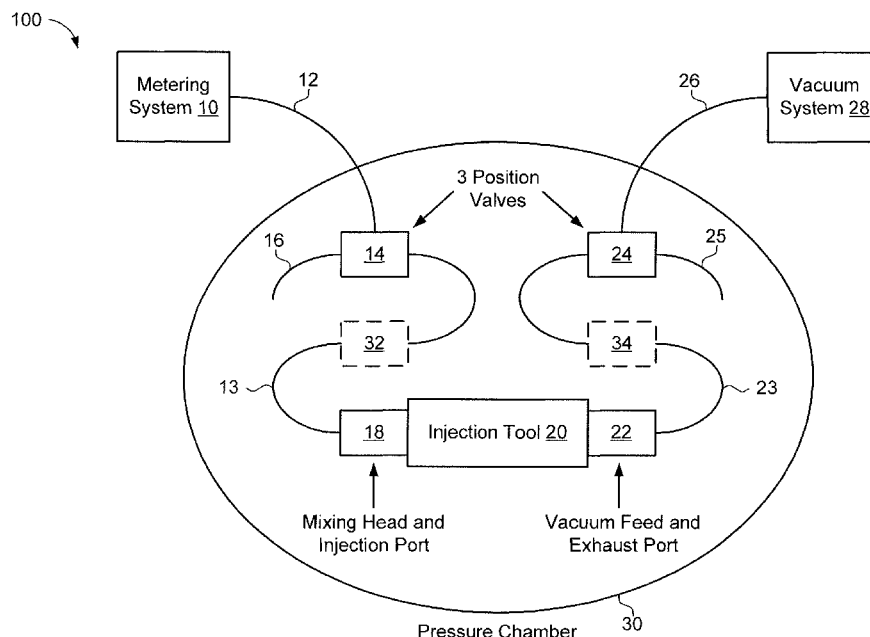 100
Metering
System 10
12
26
Vacuum
System 28
3 Position
Valves
16
14
24
25
32
34
13
23
18
Injection Tool 20
22
Mixing Head and
Injection Port
Vacuum Feed and
Exhaust Port
30
Pressure Chamber